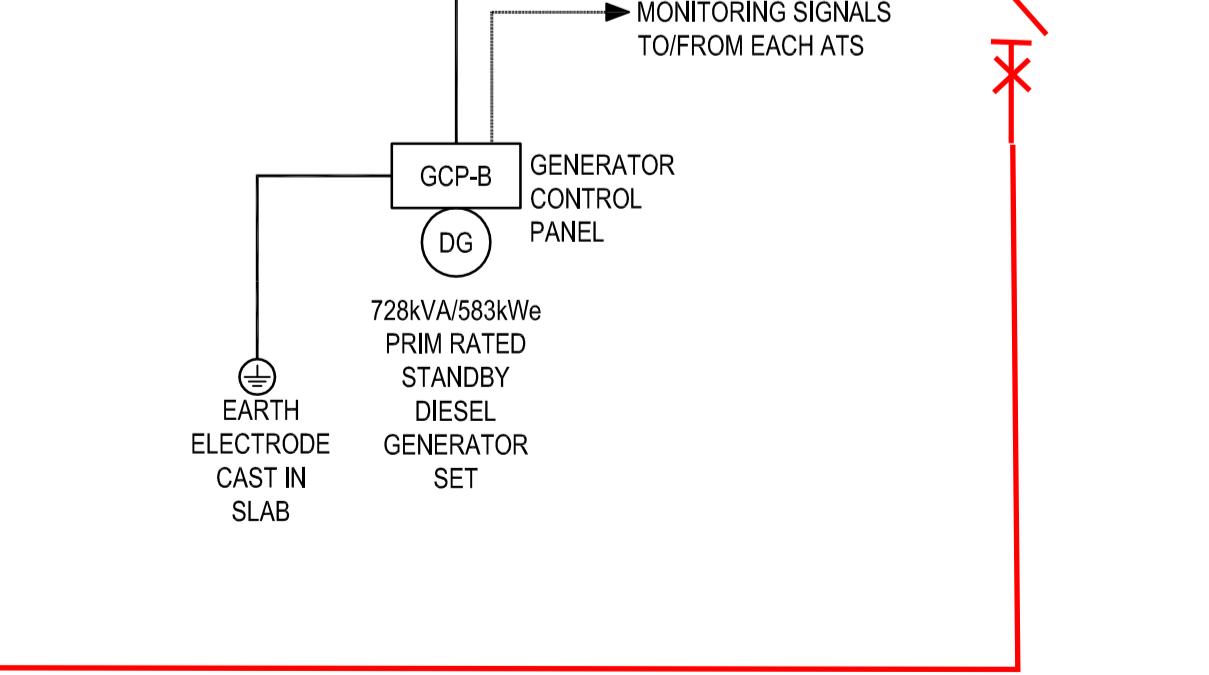 MONITORING SIGNALS
TO/FROM EACH ATS
GCP-B
GENERATOR
CONTROL
PANEL
DG
728kVA/583kWe
PRIM RATED
STANDBY
DIESEL
GENERATOR
SET
EARTH
ELECTRODE
CAST IN
SLAB